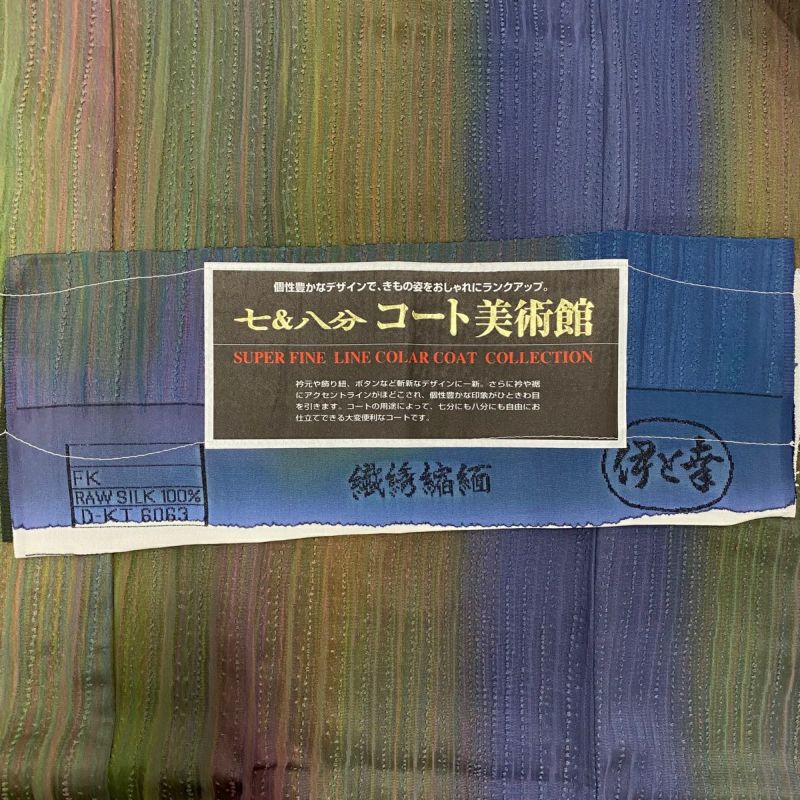 個性豊かなデザインで、きもの姿をおしゃれにランクアップ。
七&八分 コート美術館
SUPER FINE LINE COLAR COAT COLLECTION
衿元や飾り紐、ボタンなど斬新なデザインに一新。さらに衿や裾
にアクセントラインがほどこされ、個性豊かな印象がひときわ目
を引きます。コートの用途によって、七分にも八分にも自由にお
仕立てできる大変便利なコートです。
FK
RAW SILK 100%
D-KT 6063
織綉縮緬
伊と幸